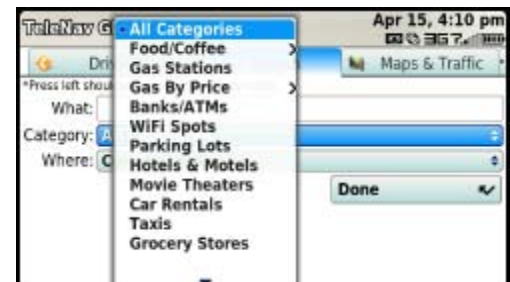 TeleNav G
Apr 15, 4:10 pm
3G
Dri
Maps & Traffic
*Press left shoul
What:
Category: A
Where: C
All Categories
Food/Coffee
Gas Stations
Gas By Price
Banks/ATMs
WiFi Spots
Parking Lots
Hotels & Motels
Movie Theaters
Car Rentals
Taxis
Grocery Stores
Done